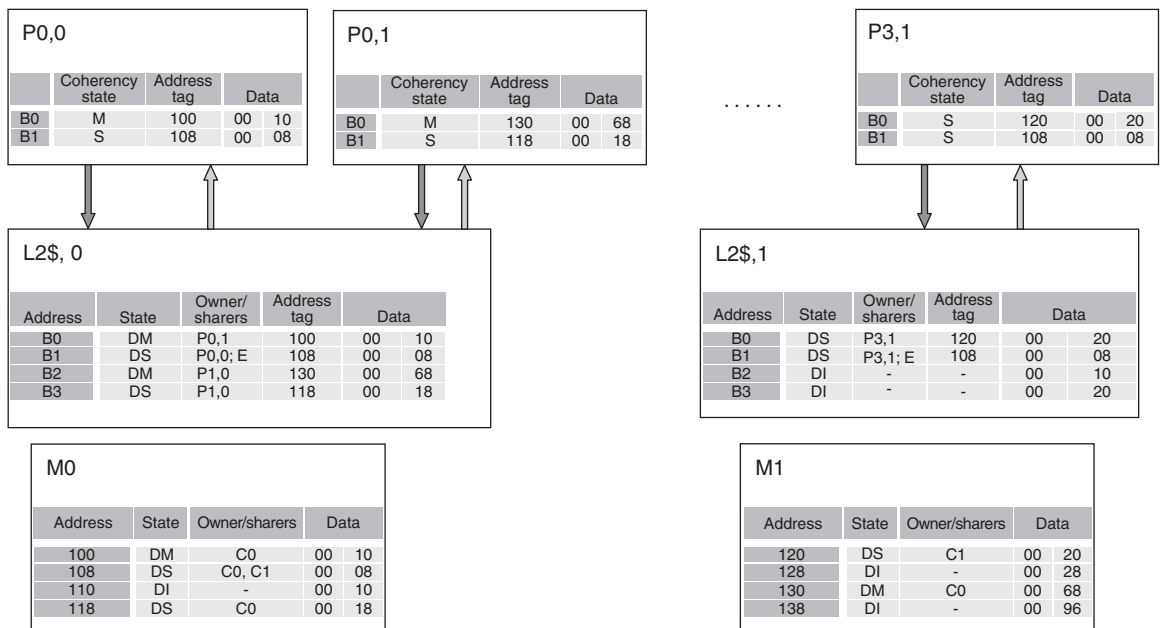 P0,0
Coherency state Address tag Data
B0 M 100 00 10
B1 S 108 00 08
P0,1
Coherency state Address tag Data
B0 M 130 00 68
B1 S 118 00 18
. . . . . .
P3,1
Coherency state Address tag Data
B0 S 120 00 20
B1 S 108 00 08
L2$, 0
Address State Owner/ sharers Address tag Data
B0 DM P0,1 100 00 10
B1 DS P0,0; E 108 00 08
B2 DM P1,0 130 00 68
B3 DS P1,0 118 00 18
L2$,1
Address State Owner/ sharers Address tag Data
B0 DS P3,1 120 00 20
B1 DS P3,1; E 108 00 08
B2 DI - - 00 10
B3 DI - - 00 20
M0
Address State Owner/sharers Data
100 DM C0 00 10
108 DS C0, C1 00 08
110 DI - 00 10
118 DS C0 00 18
M1
Address State Owner/sharers Data
120 DS C1 00 20
128 DI - 00 28
130 DM C0 00 68
138 DI - 00 96